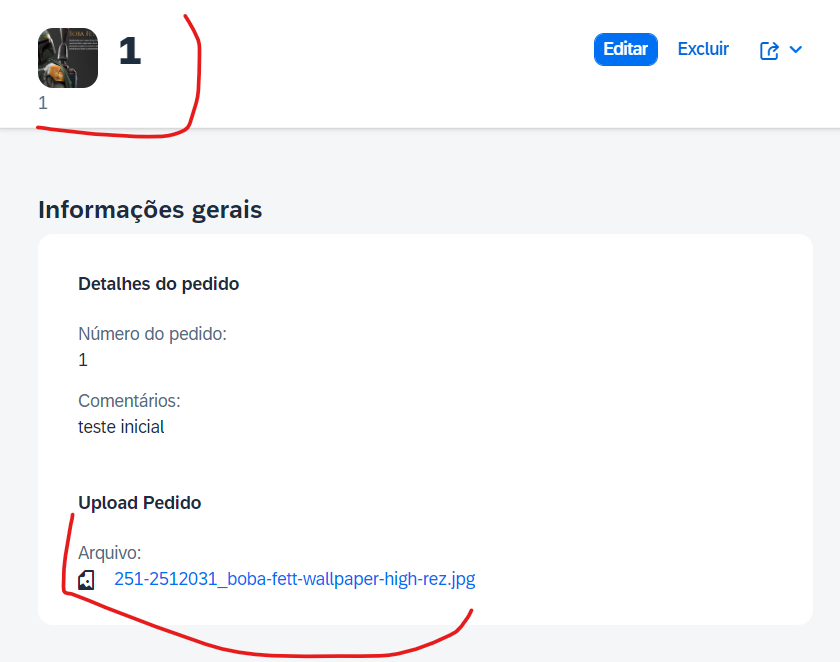 1
Editar
Excluir
1
Informações gerais
Detalhes do pedido
Número do pedido:
1
Comentários:
teste inicial
Upload Pedido
Arquivo:
251-2512031_boba-fett-wallpaper-high-rez.jpg